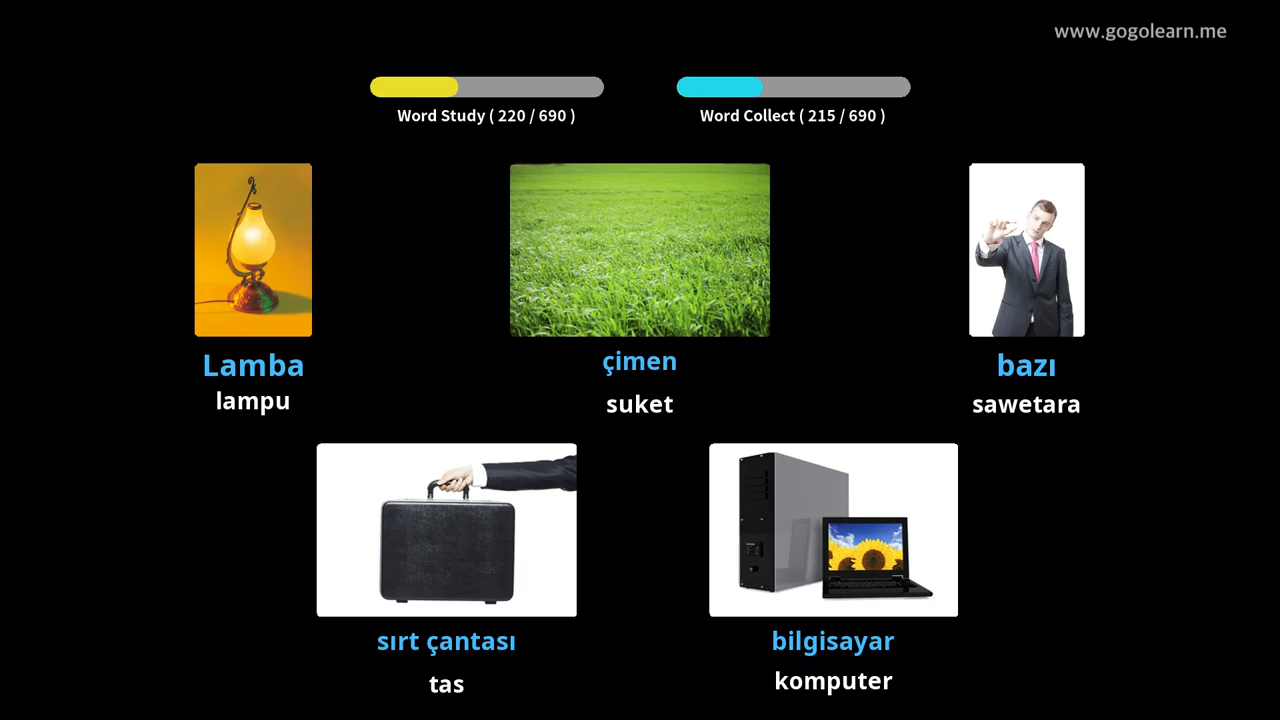 www.gogolearn.me
Word Study ( 220 / 690 )
Word Collect ( 215 / 690 )
Lamba
lampu
çimen
suket
bazı
sawetara
sırt çantası
tas
bilgisayar
komputer